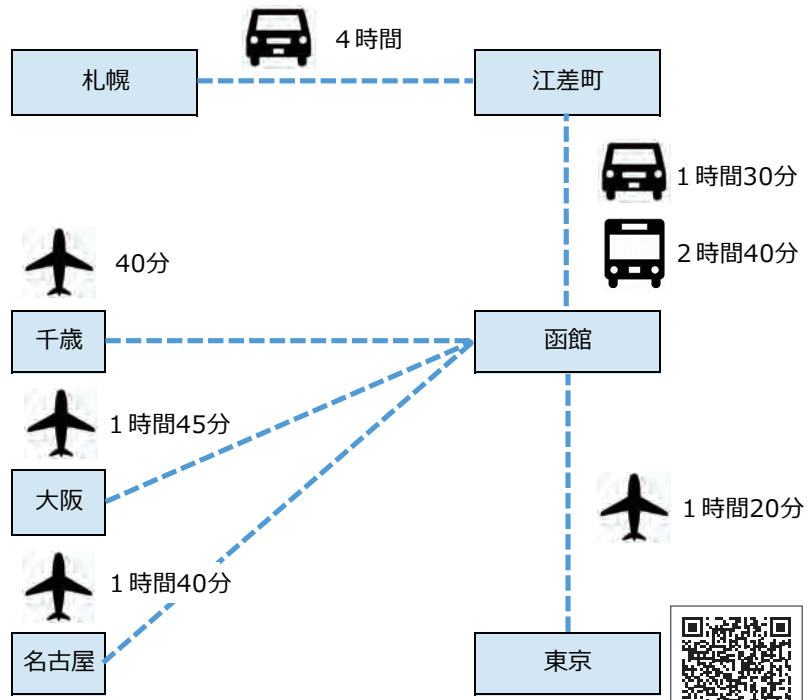 ４時間
札幌
江差町
１時間30分
２時間40分
40分
千歳
函館
１時間45分
大阪
１時間20分
１時間40分
名古屋
東京